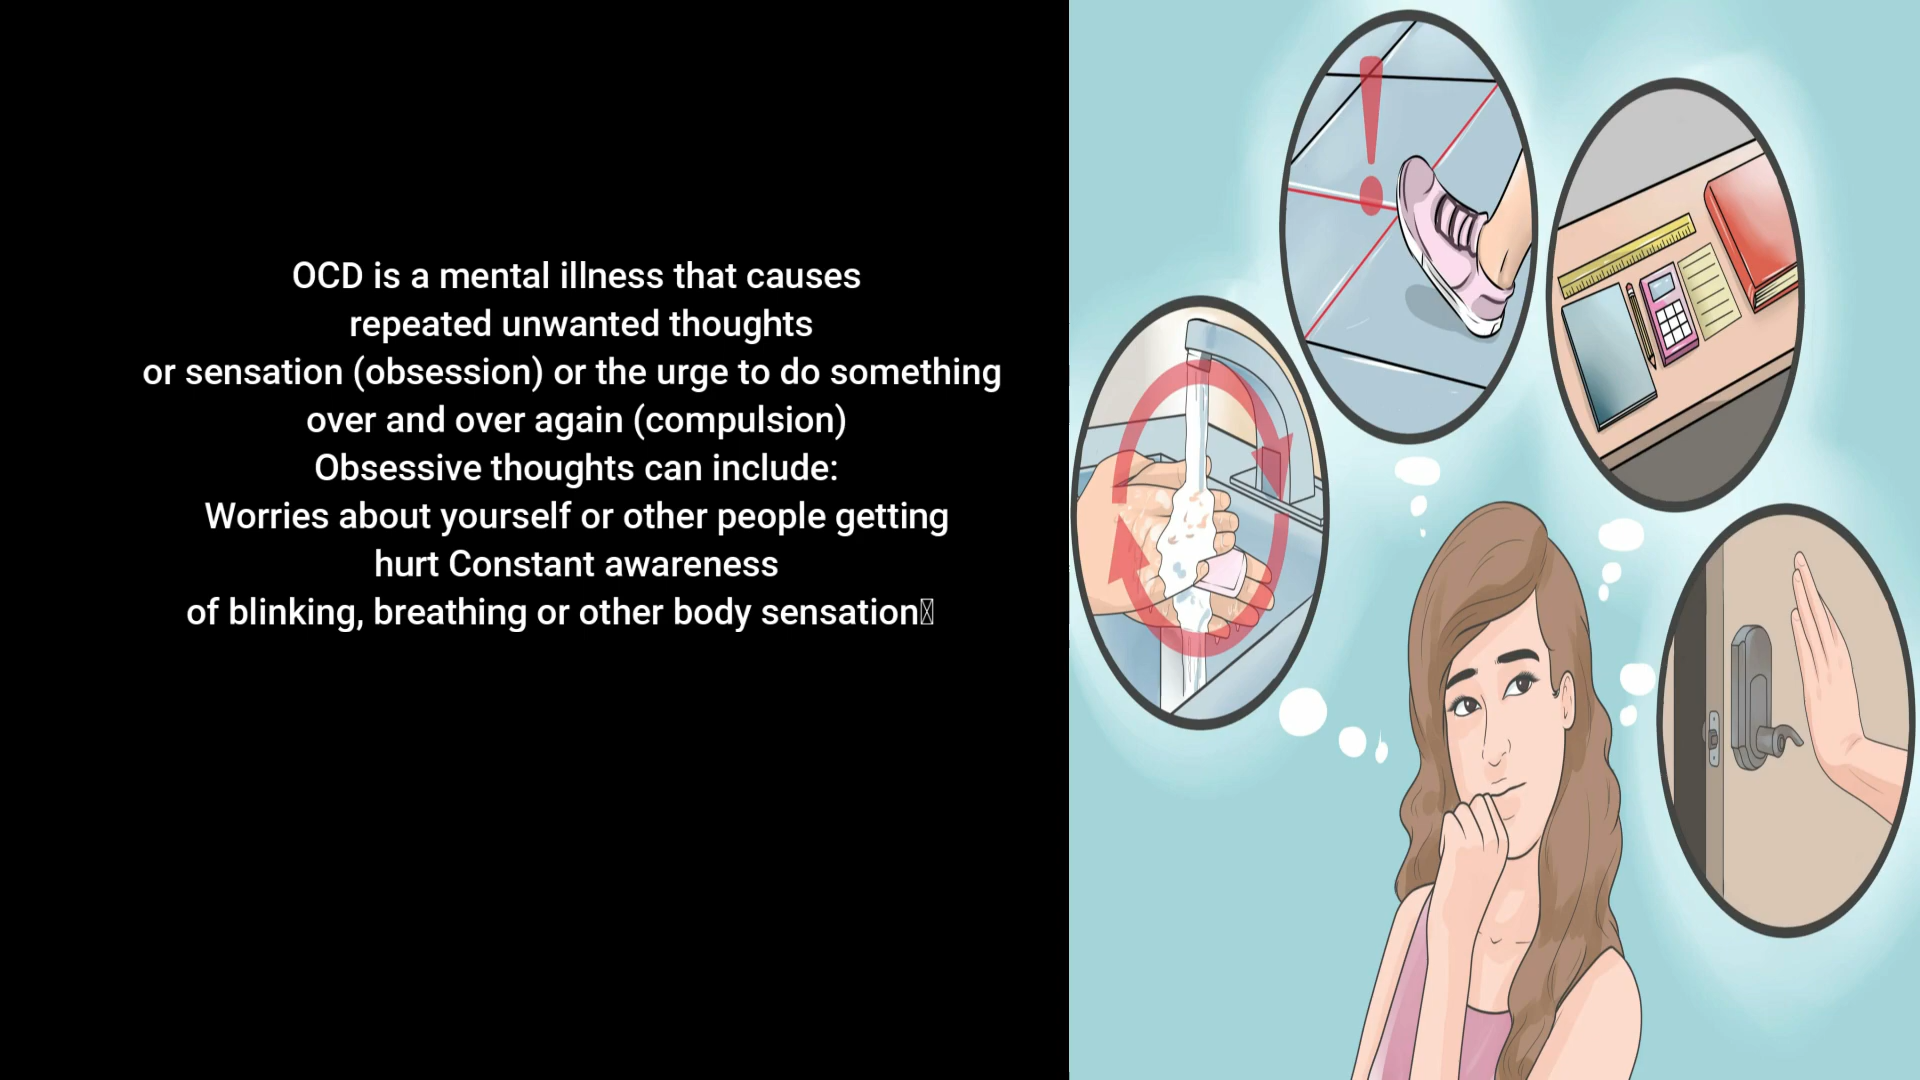 OCD is a mental illness that causes
repeated unwanted thoughts
or sensation (obsession) or the urge to do something
over and over again (compulsion)
Obsessive thoughts can include:
Worries about yourself or other people getting
hurt Constant awareness
of blinking, breathing or other body sensation